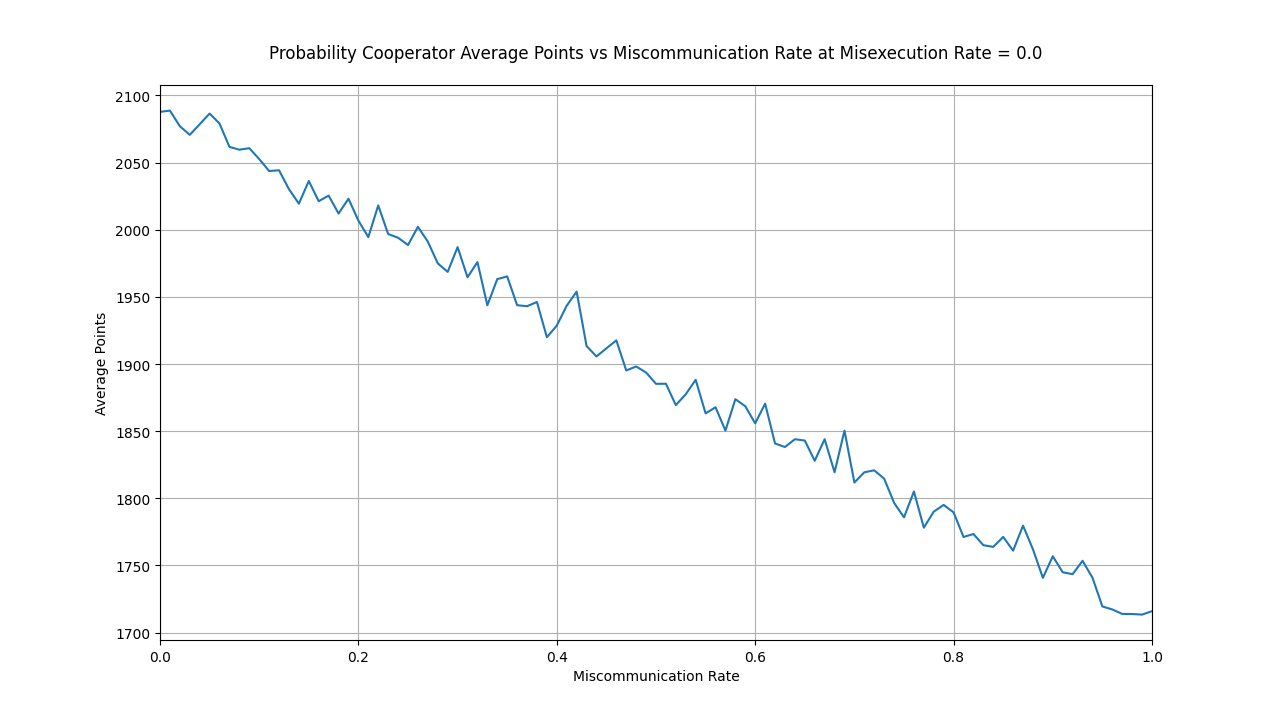 Probability Cooperator Average Points vs Miscommunication Rate at Misexecution Rate = 0.0
2100
2050
2000
1950
1900
1850
1800
1750
1700
Average Points
0.0 0.2 0.4 0.6 0.8 1.0
Miscommunication Rate